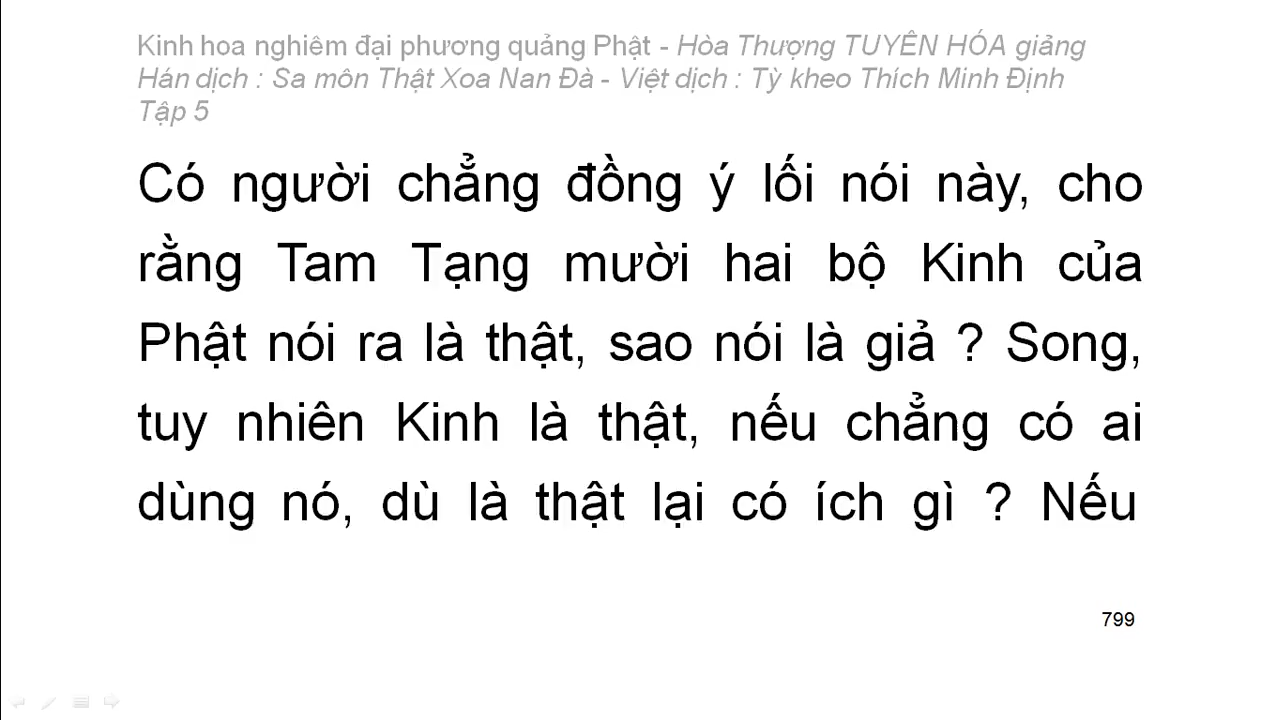 Kinh hoa nghiêm đại phương quảng Phật - Hòa Thượng TUYÊN HÓA giảng
Hán dịch : Sa môn Thật Xoa Nan Đà - Việt dịch : Tỳ kheo Thích Minh Định
Tập 5
Có người chẳng đồng ý lối nói này, cho
rằng Tam Tạng mười hai bộ Kinh của
Phật nói ra là thật, sao nói là giả ? Song,
tuy nhiên Kinh là thật, nếu chẳng có ai
dùng nó, dù là thật lại có ích gì ? Nếu
799